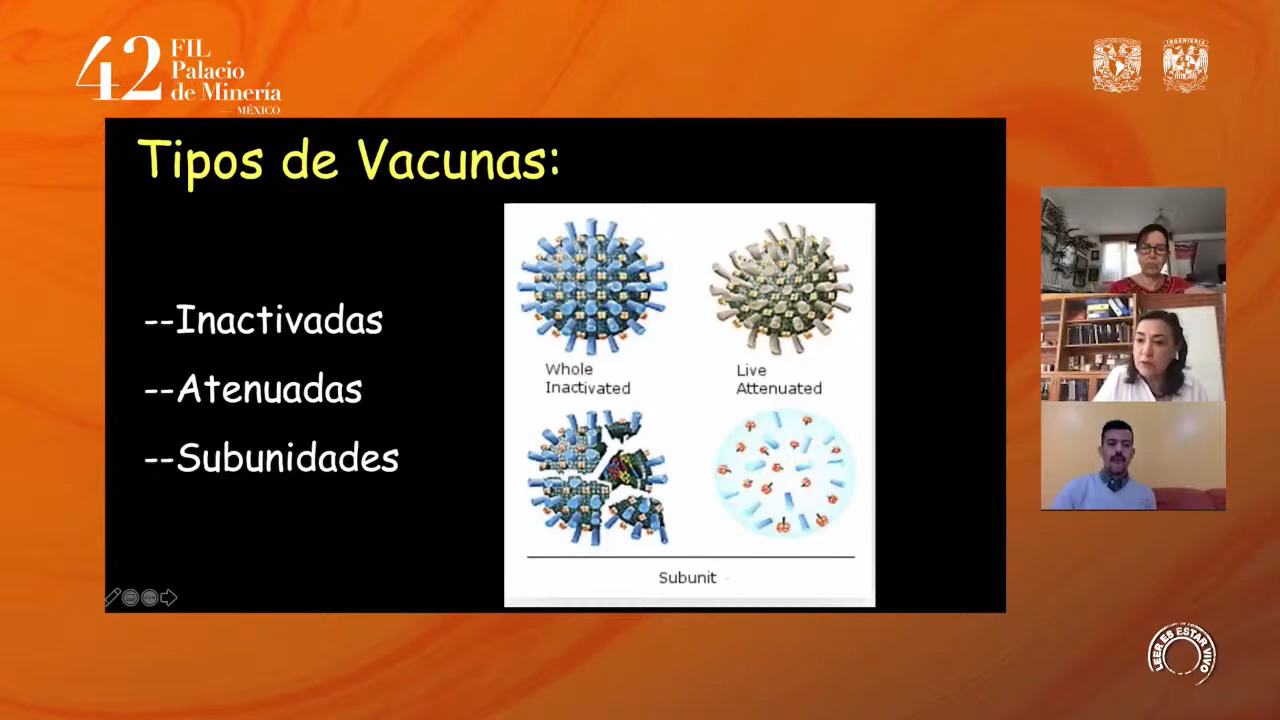 42
FIL
Palacio
de Minería
MÉXICO
INGENIERIA
Tipos de Vacunas:
--Inactivadas
--Atenuadas
--Subunidades
Whole
Inactivated
Live
Attenuated
Subunit
LEER ES ESTAR VIVO